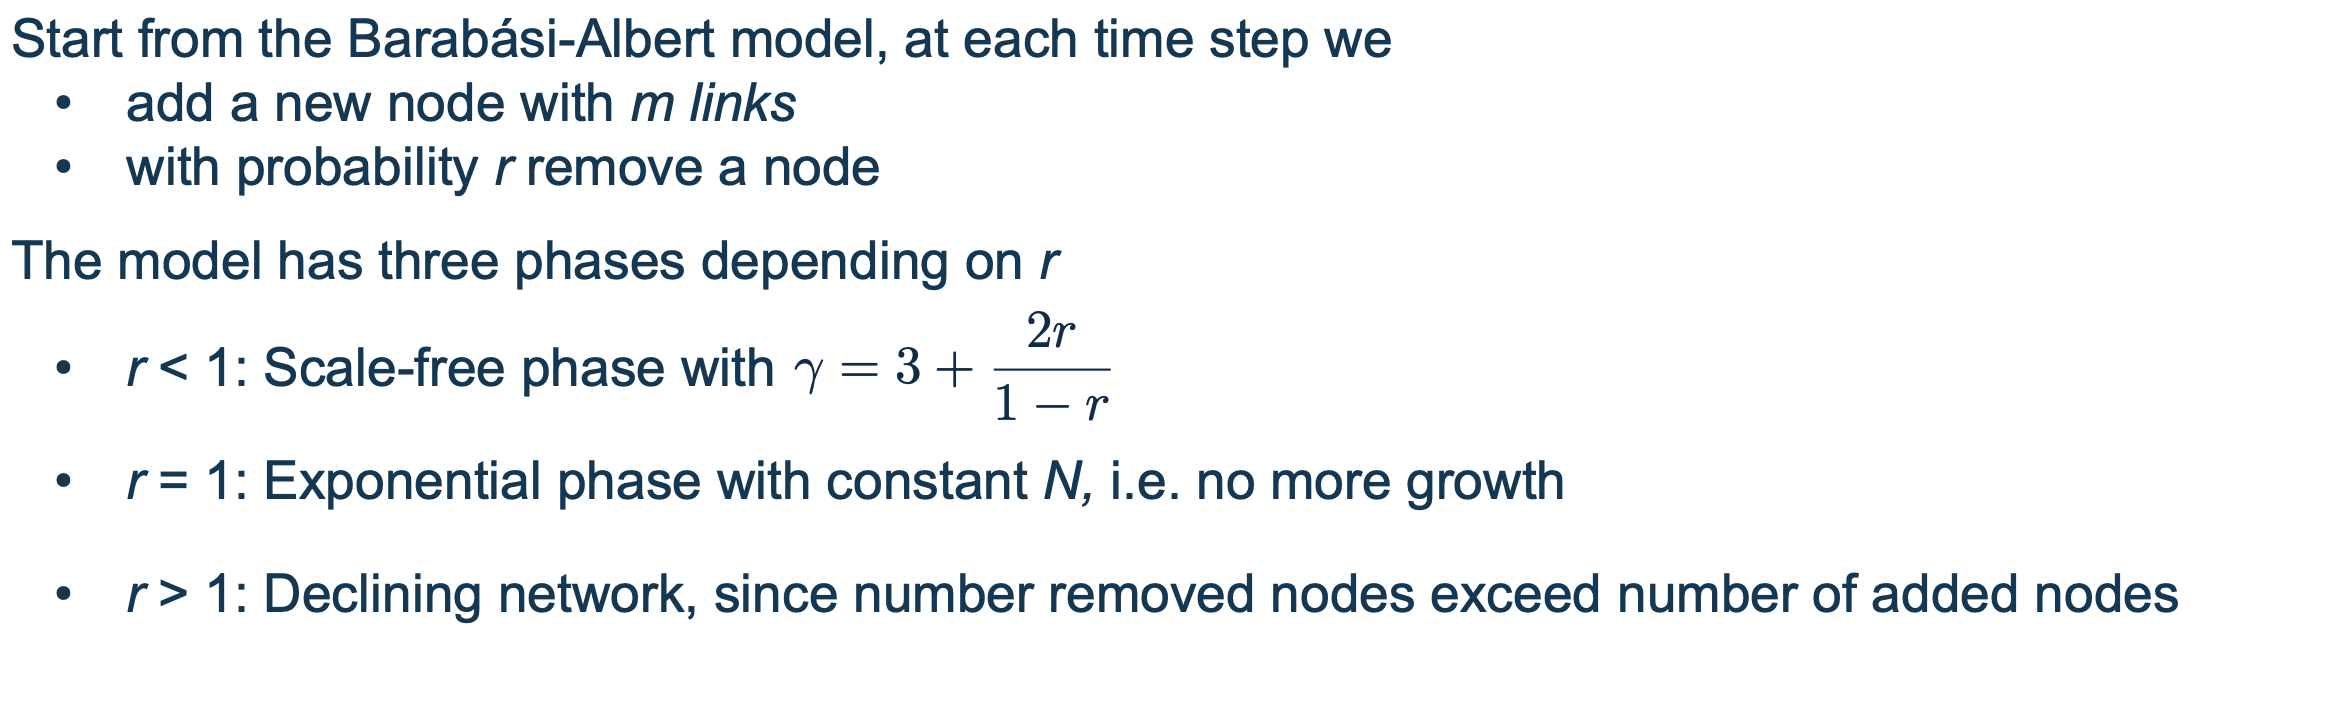 Start from the Barabási-Albert model, at each time step we
• add a new node with m links
• with probability r remove a node
The model has three phases depending on r
• r < 1: Scale-free phase with γ = 3 + 2r / (1 − r)
• r = 1: Exponential phase with constant N, i.e. no more growth
• r > 1: Declining network, since number removed nodes exceed number of added nodes